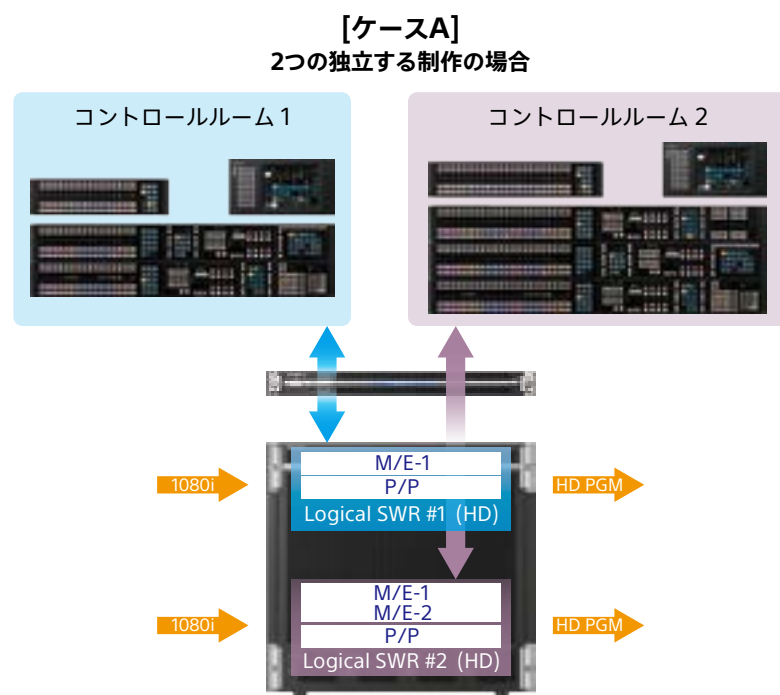 [ケースA]
2つの独立する制作の場合
コントロールルーム 1
コントロールルーム 2
M/E-1
1080i
P/P
HD PGM
Logical SWR #1 (HD)
M/E-1
M/E-2
1080i
P/P
HD PGM
Logical SWR #2 (HD)